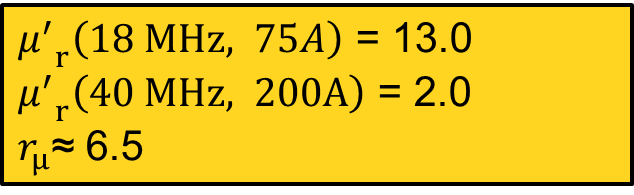 μ′r(18 MHz, 75A) = 13.0
μ′r(40 MHz, 200A) = 2.0
rμ≈ 6.5